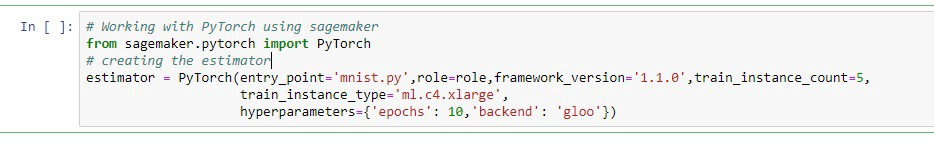 In [ ]: # Working with PyTorch using sagemaker
from sagemaker.pytorch import PyTorch
# creating the estimator
estimator = PyTorch(entry_point='mnist.py',role=role,framework_version='1.1.0',train_instance_count=5,
train_instance_type='ml.c4.xlarge',
hyperparameters={'epochs': 10,'backend': 'gloo'})